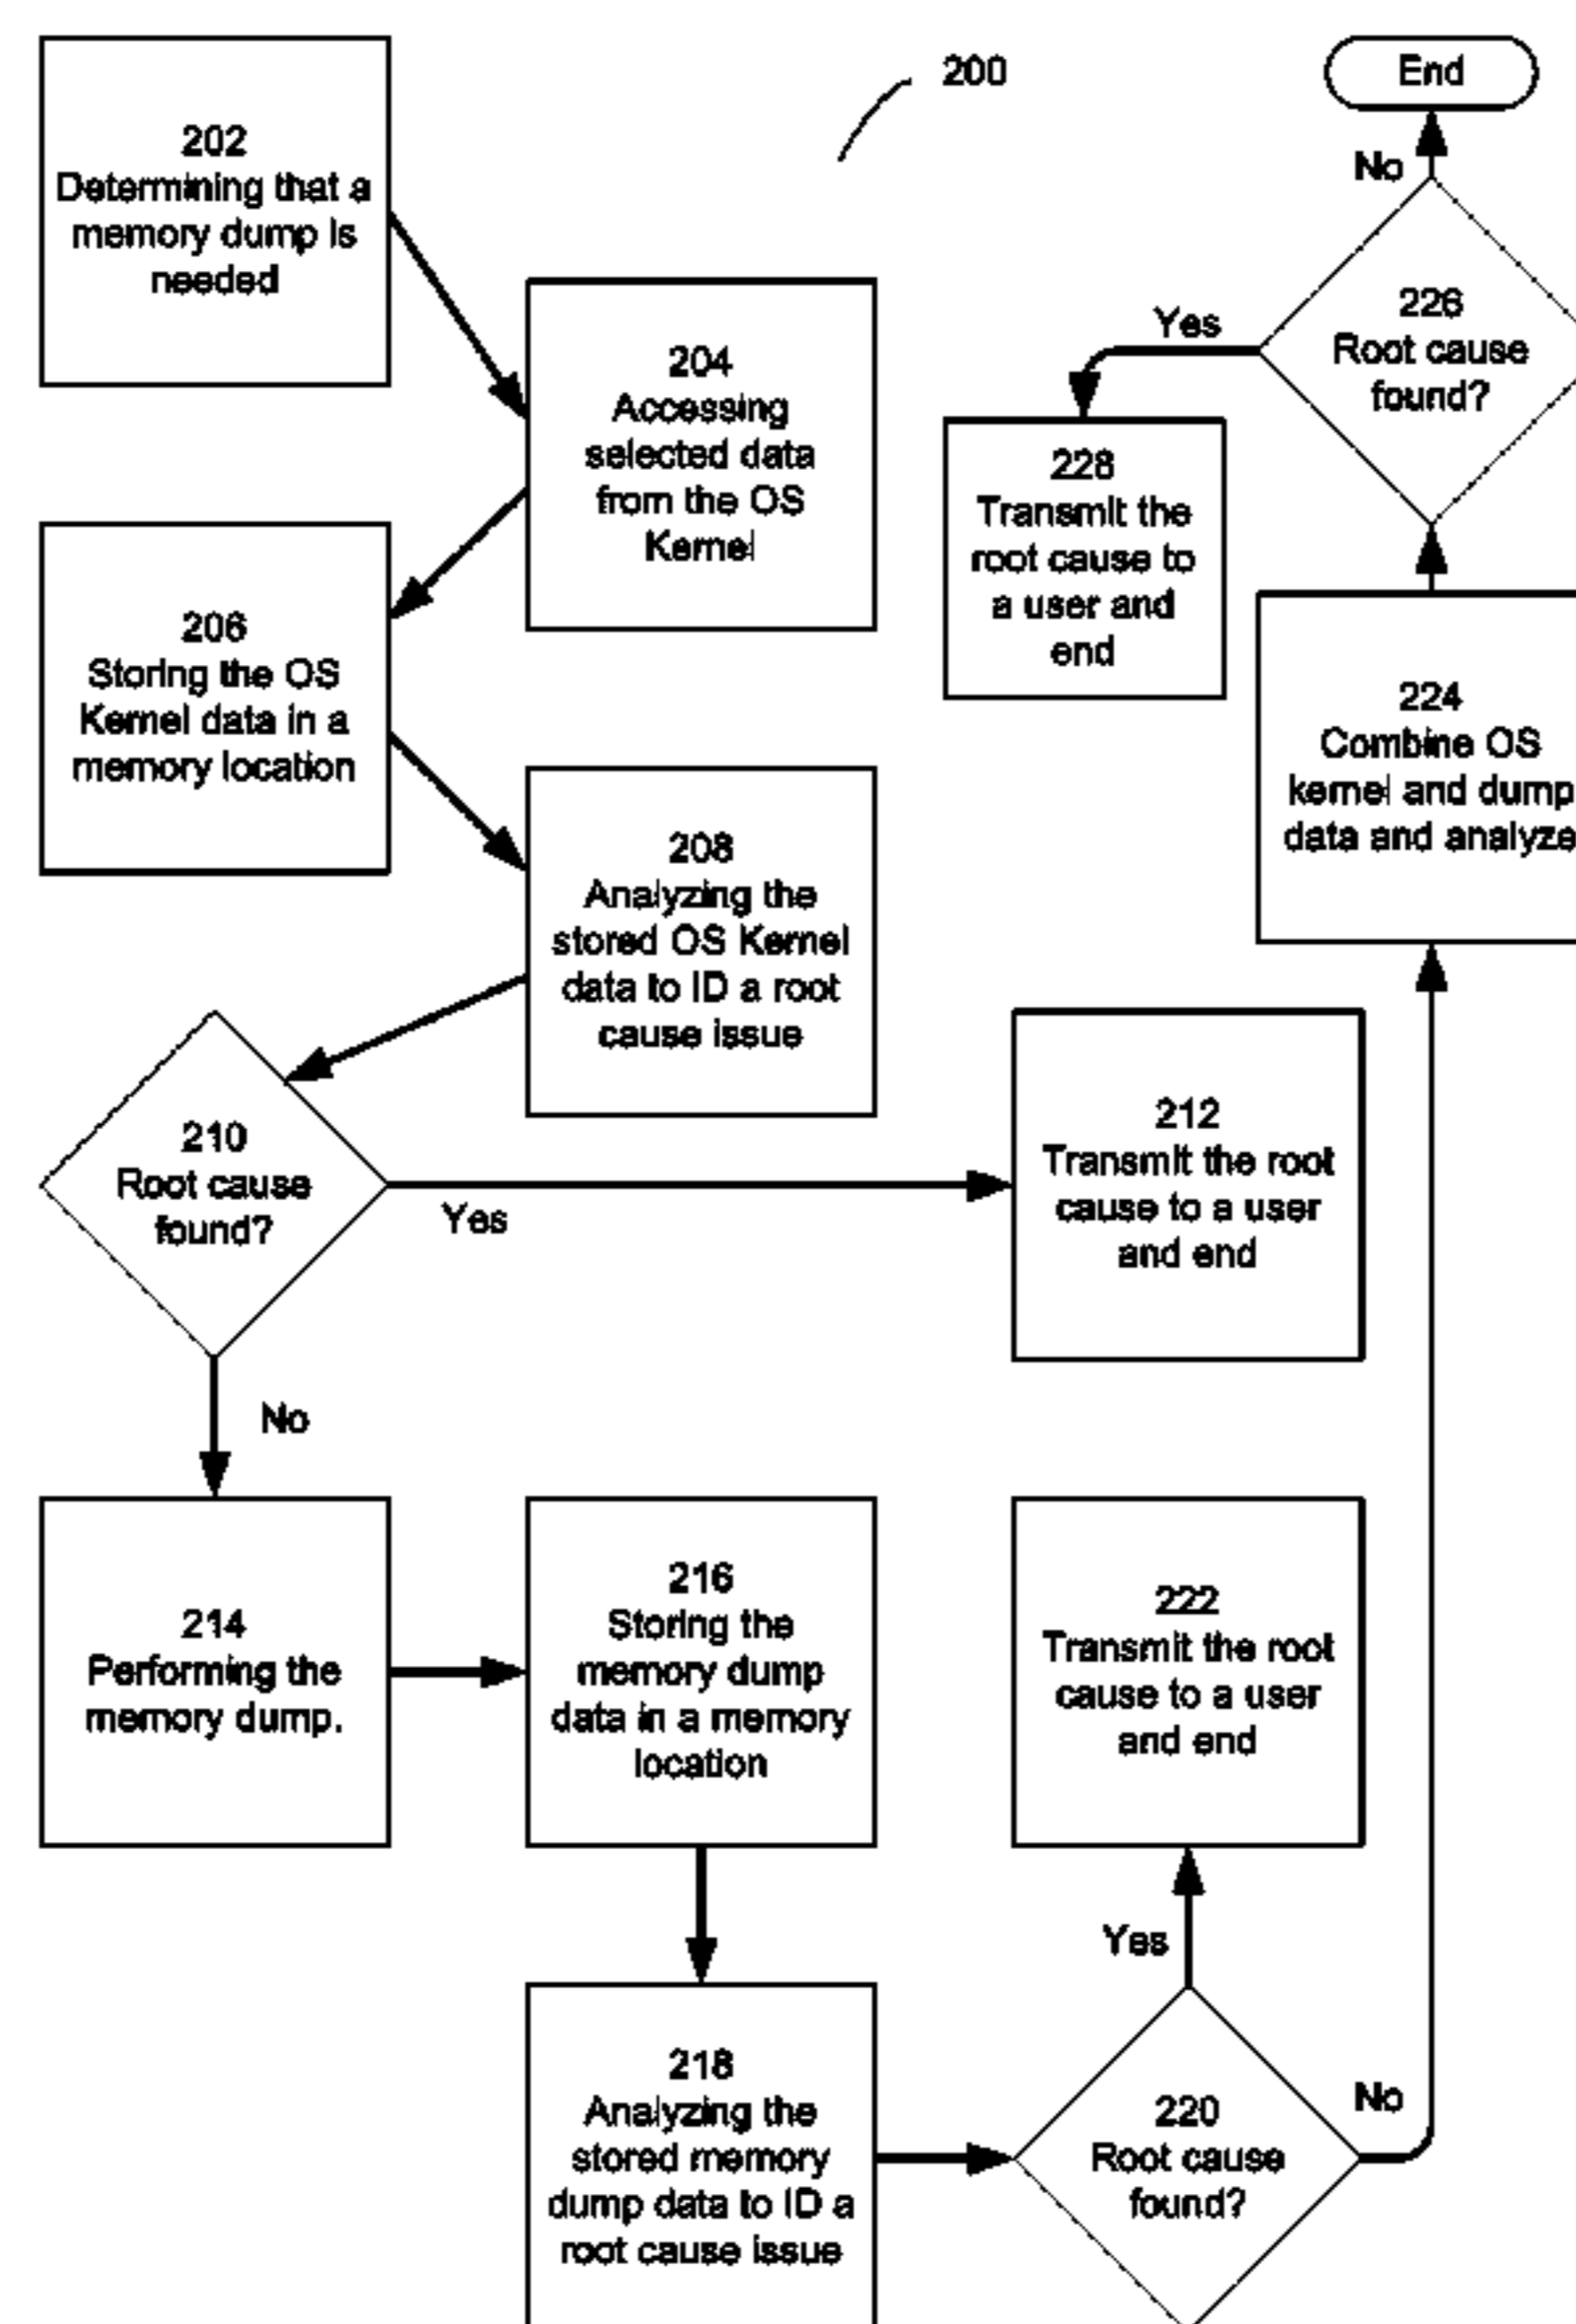 200
202
Determining that a
memory dump is
needed
204
Accessing
selected data
from the OS
Kernel
206
Storing the OS
Kernel data in a
memory location
208
Analyzing the
stored OS Kernel
data to ID a root
cause issue
210
Root cause
found?
Yes
212
Transmit the root
cause to a user
and end
No
214
Performing the
memory dump.
216
Storing the
memory dump
data in a memory
location
218
Analyzing the
stored memory
dump data to ID a
root cause issue
220
Root cause
found?
Yes
222
Transmit the root
cause to a user
and end
No
224
Combine OS
kernel and dump
data and analyze
226
Root cause
found?
Yes
228
Transmit the
root cause to
a user and
end
No
End